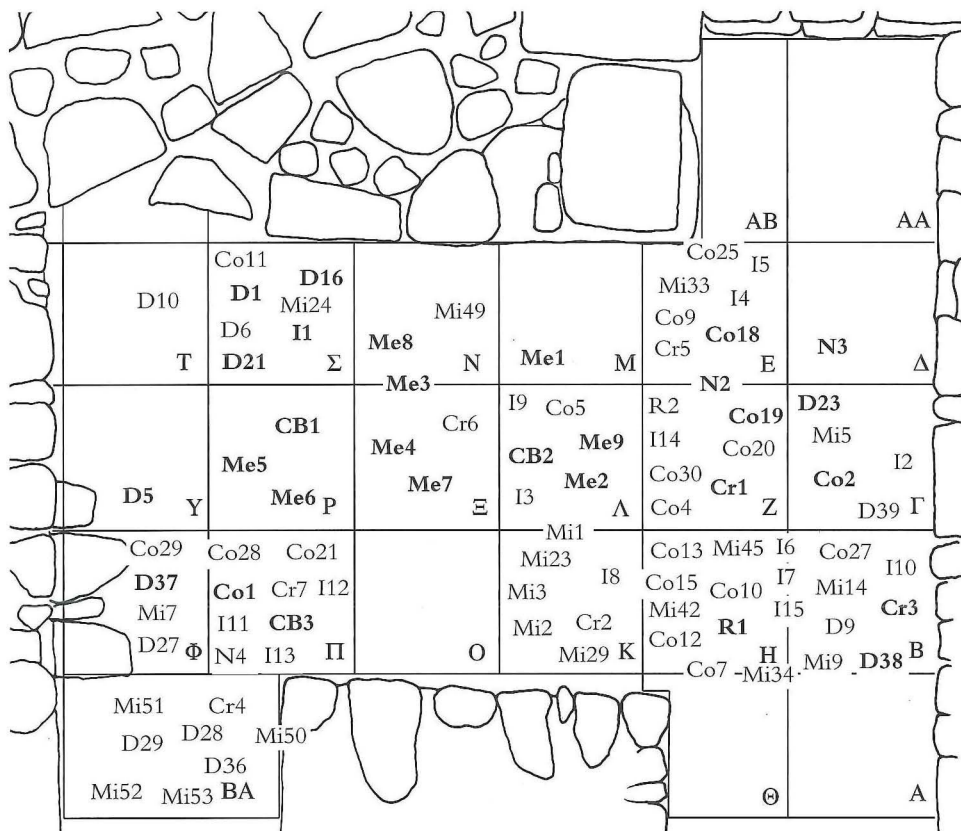 AB AA
Co11 D16 D1 Mi24 D6 I1 D21 Σ
D10 T
Mi49 Me8 N
Me1 M
Co25 I5 Mi33 I4 Co9 Co18 Cr5 E
N3 Δ
Me3 N2
D5 Y
CB1 Me5 Me6 P
Cr6 Me4 Me7 Ξ
I9 Co5 Me9 CB2 Me2 I3 Λ
R2 Co19 I14 Co20 Co30 Cr1 Co4 Z
D23 Mi5 I2 Co2 D39 Γ
Mi1
Co29 D37 Mi7 D27 Φ
Co28 Co21 Co1 Cr7 I12 I11 CB3 N4 I13 Π
O
Mi23 I8 Mi3 Mi2 Cr2 Mi29 K
Co13 Mi45 I6 Co15 Co10 I7 Mi42 I15 R1 Co12 H
Co27 I10 Mi14 Cr3 D9 Mi9 D38 B
Co7 Mi34
Mi51 Cr4 D29 D28 Mi50 D36 Mi52 Mi53 BA
Θ A